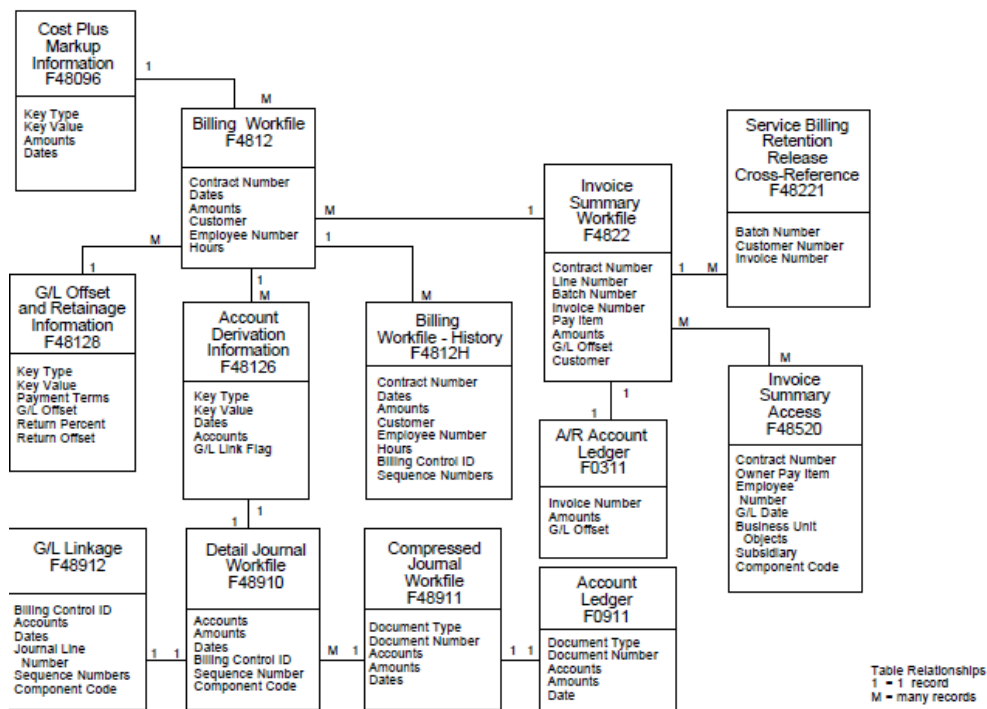 Cost Plus
Markup
Information
F48096
Key Type
Key Value
Amounts
Dates
1
M
Billing Workfile
F4812
Contract Number
Dates
Amounts
Customer
Employee Number
Hours
M
1
M
1
1
M
1
M
Service Billing
Retention
Release
Cross-Reference
F48221
Batch Number
Customer Number
Invoice Number
Invoice
Summary
Workfile
F4822
Contract Number
Line Number
Batch Number
Invoice Number
Pay Item
Amounts
G/L Offset
Customer
1
M
M
M
1
1
G/L Offset
and Retainage
Information
F48128
Key Type
Key Value
Payment Terms
G/L Offset
Return Percent
Return Offset
Account
Derivation
Information
F48126
Key Type
Key Value
Dates
Accounts
G/L Link Flag
Billing
Workfile - History
F4812H
Contract Number
Dates
Amounts
Customer
Employee Number
Hours
Billing Control ID
Sequence Numbers
A/R Account
Ledger
F0311
Invoice Number
Amounts
G/L Offset
Invoice
Summary
Access
F48520
Contract Number
Owner Pay Item
Employee
Number
G/L Date
Business Unit
Objects
Subsidiary
Component Code
1
1
G/L Linkage
F48912
Billing Control ID
Accounts
Dates
Journal Line
Number
Sequence Numbers
Component Code
1
1
Detail Journal
Workfile
F48910
Accounts
Amounts
Dates
Billing Control ID
Sequence Number
Component Code
M
1
Compressed
Journal
Workfile
F48911
Document Type
Document Number
Accounts
Amounts
Dates
1
1
Account
Ledger
F0911
Document Type
Document Number
Accounts
Amounts
Date
Table Relationships
1 = 1 record
M = many records